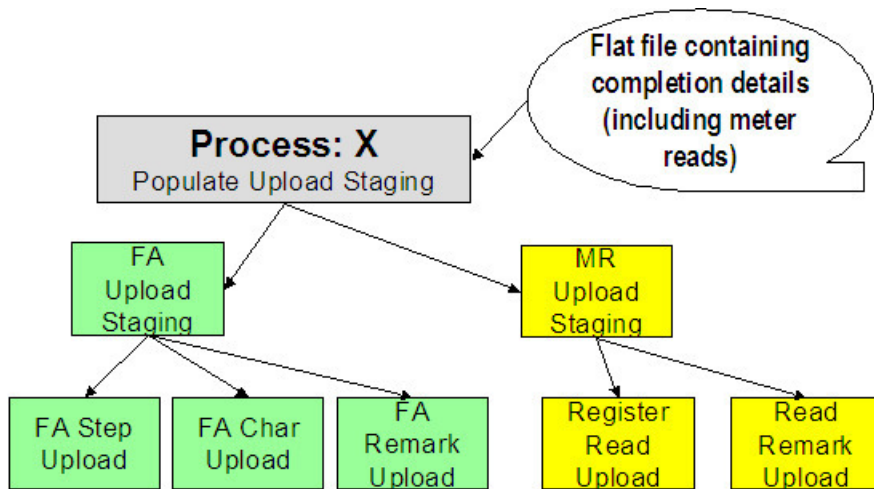 Flat file containing
completion details
(including meter
reads)
Process: X
Populate Upload Staging
FA
Upload
Staging
MR
Upload
Staging
FA Step
Upload
FA Char
Upload
FA
Remark
Upload
Register
Read
Upload
Read
Remark
Upload